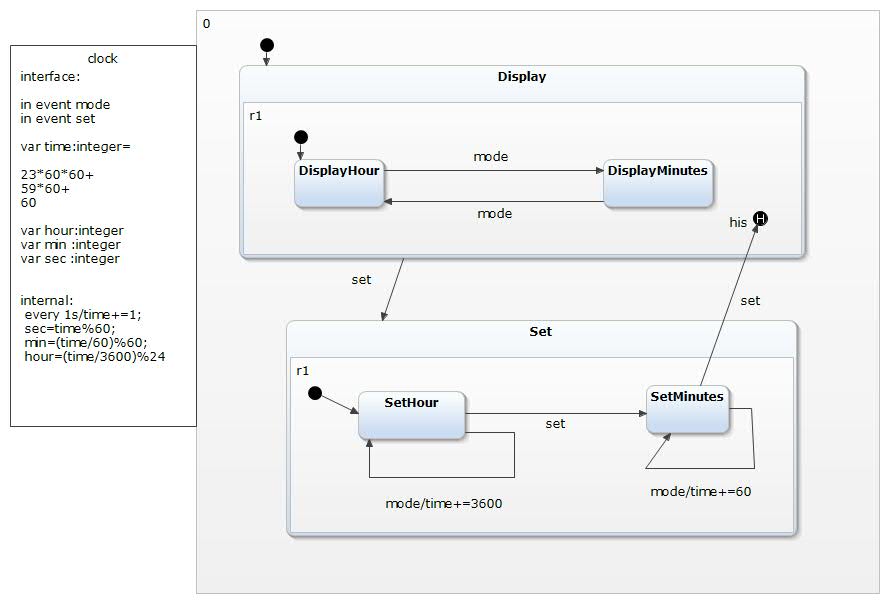 clock
interface:
in event mode
in event set
var time:integer=
23*60*60+
59*60+
60
var hour:integer
var min :integer
var sec :integer
internal:
every 1s/time+=1;
sec=time%60;
min=(time/60)%60;
hour=(time/3600)%24
0
Display
r1
mode
DisplayHour
DisplayMinutes
mode
his
H
set
set
Set
r1
SetHour
SetMinutes
set
mode/time+=3600
mode/time+=60